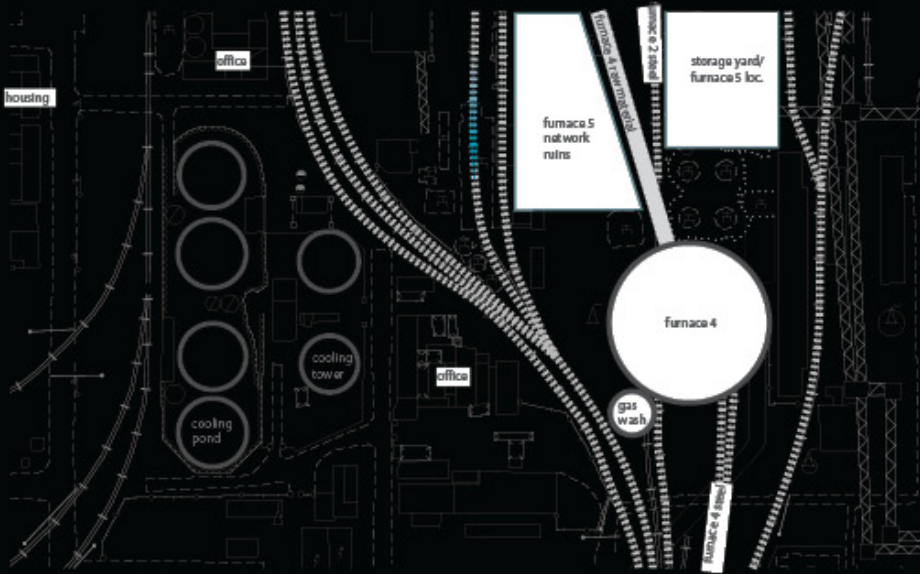 office
housing
furnace 4 raw material
furnace 2 steel
storage yard/
furnace 5 loc.
furnace 5
network
ruins
furnace 4
cooling
tower
office
gas
wash
cooling
pond
furnace 4 steel